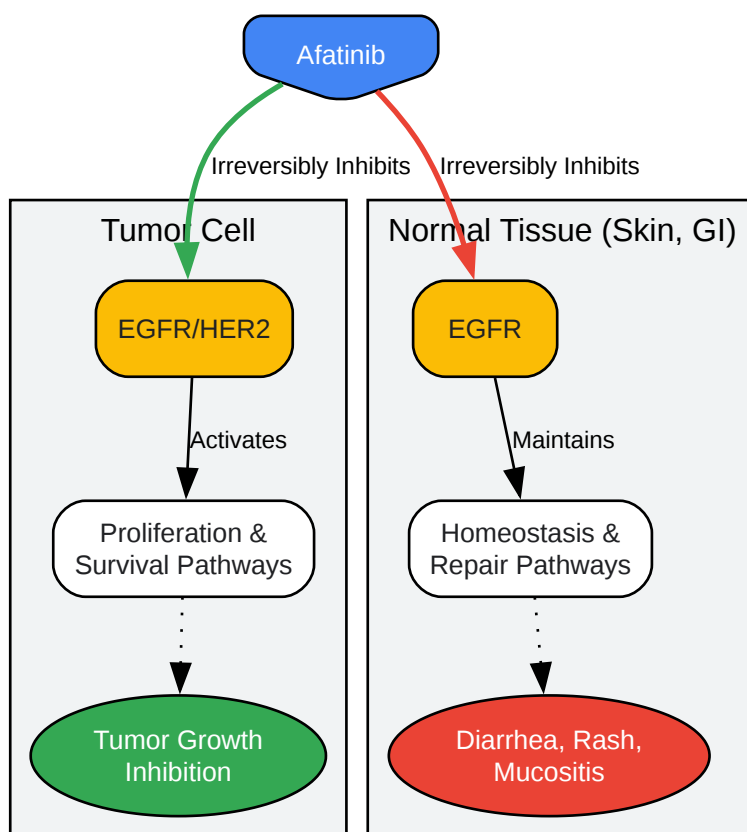 Afatinib
Irreversibly Inhibits
Irreversibly Inhibits
Tumor Cell
Normal Tissue (Skin, GI)
EGFR/HER2
EGFR
Activates
Maintains
Proliferation &
Survival Pathways
Homeostasis &
Repair Pathways
Tumor Growth
Inhibition
Diarrhea, Rash,
Mucositis